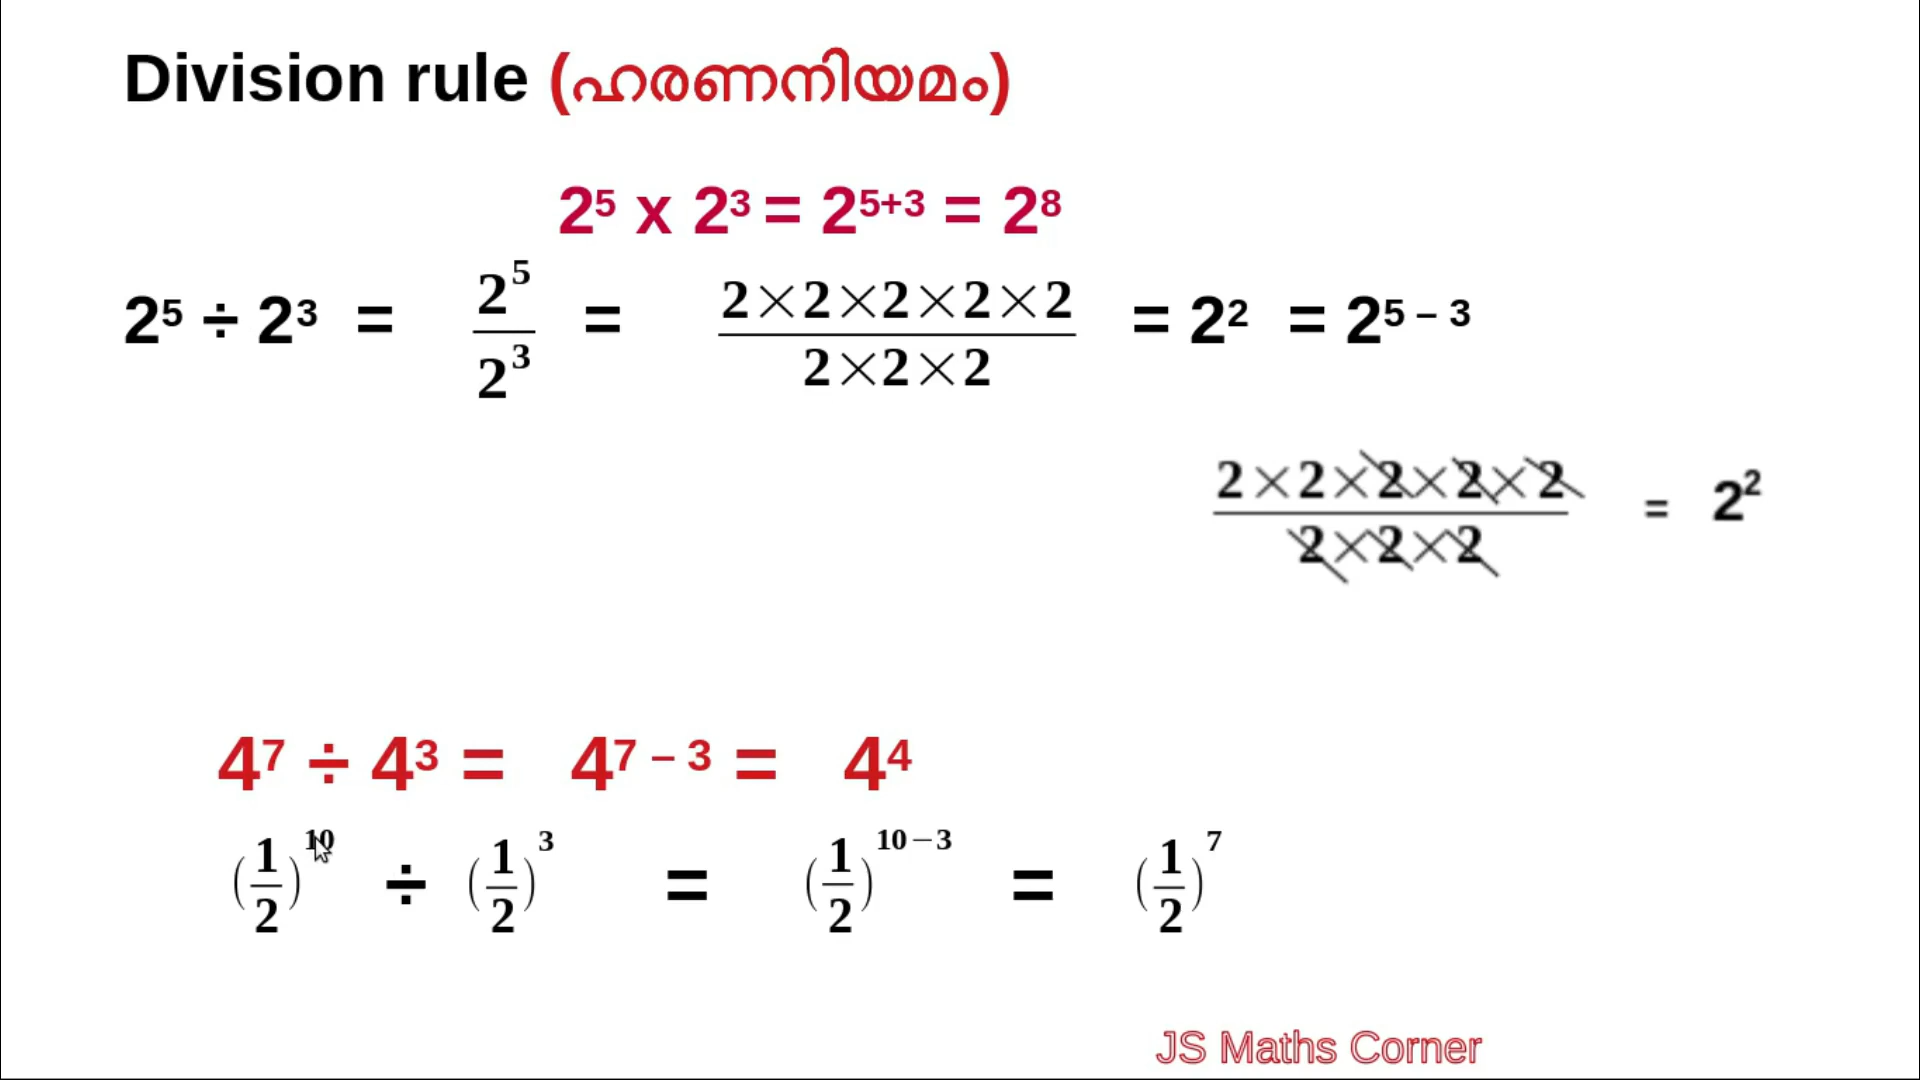 Division rule (ഹരണനിയമം)
2⁵ x 2³ = 2⁵⁺³ = 2⁸
2⁵ ÷ 2³ = 2⁵/2³ = (2×2×2×2×2)/(2×2×2) = 2² = 2⁵ ⁻ ³
(2×2×2×2×2)/(2×2×2) = 2²
4⁷ ÷ 4³ = 4⁷ ⁻ ³ = 4⁴
(1/2)¹⁰ ÷ (1/2)³ = (1/2)¹⁰⁻³ = (1/2)⁷
JS Maths Corner